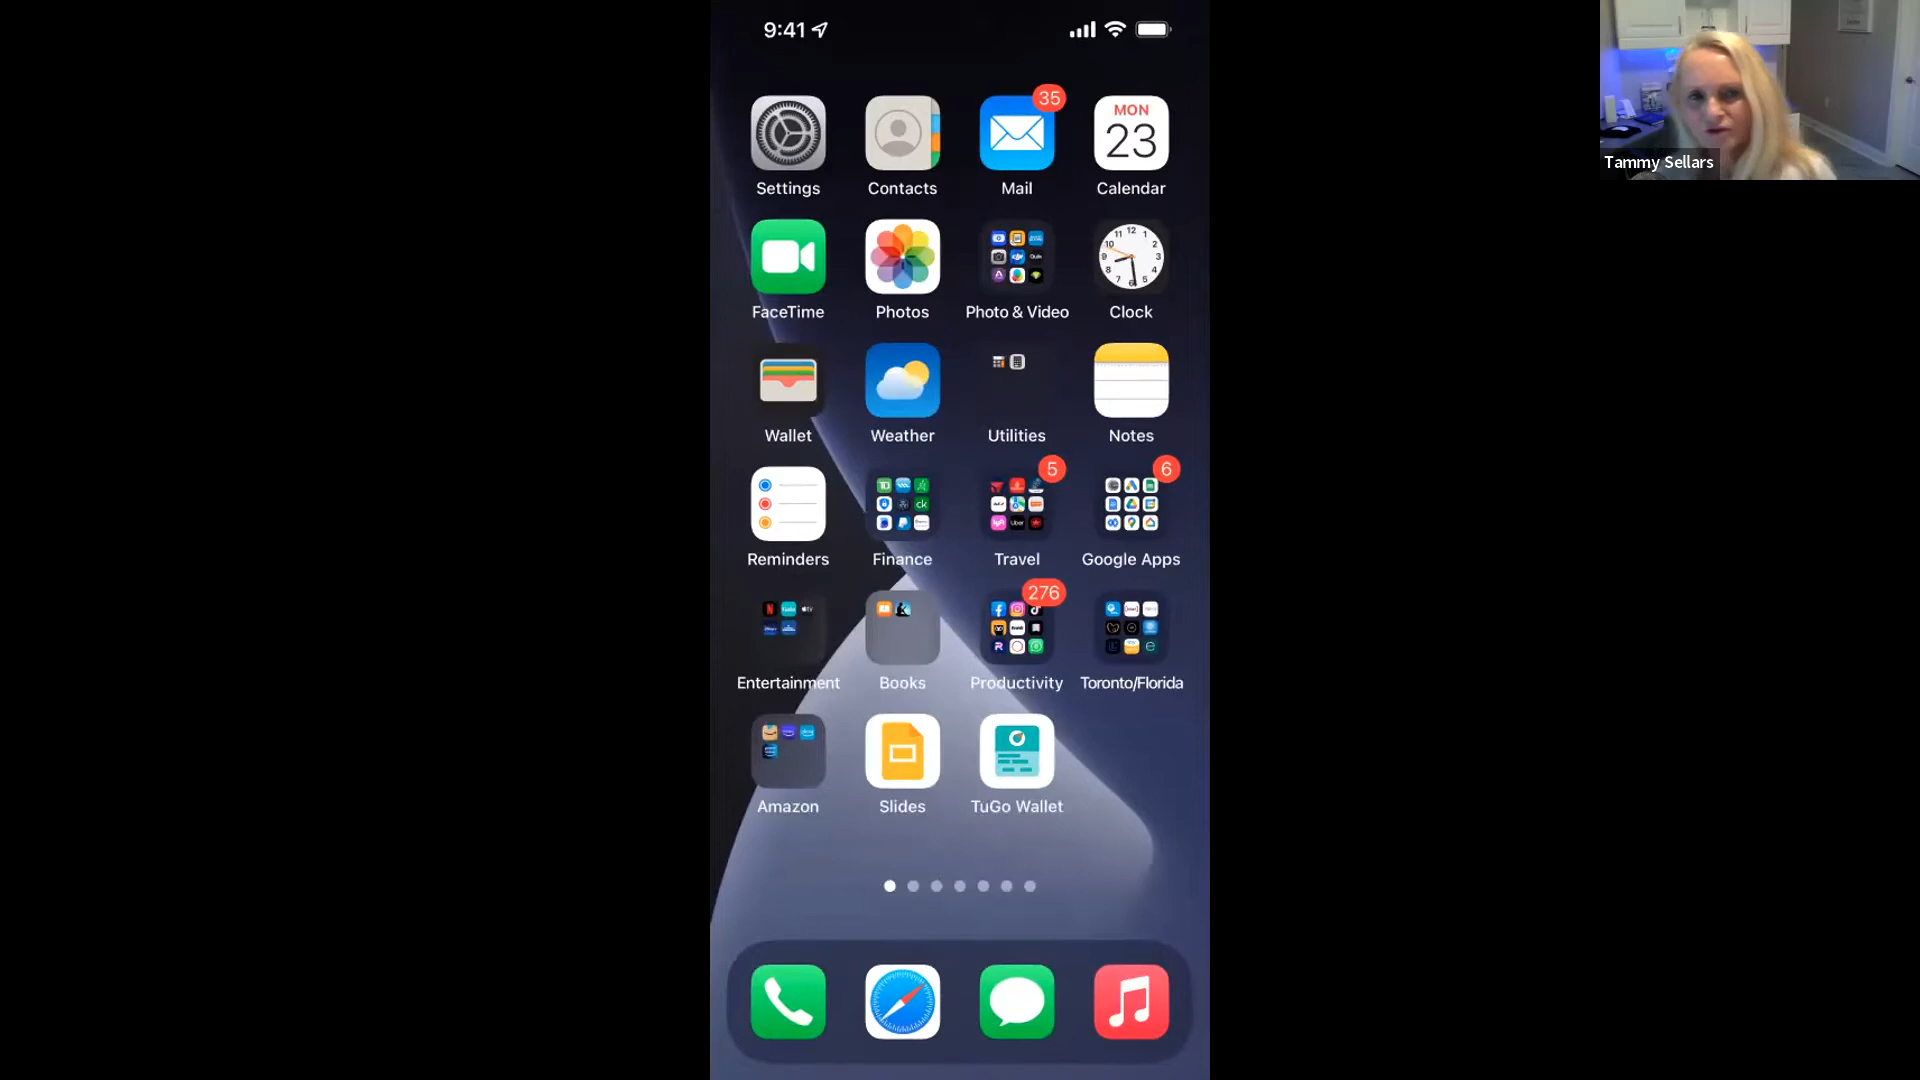 9:41
35
MON
23
Settings
Contacts
Mail
Calendar
FaceTime
Photos
Photo & Video
Clock
Wallet
Weather
Utilities
Notes
5
6
Reminders
Finance
Travel
Google Apps
276
Entertainment
Books
Productivity
Toronto/Florida
Amazon
Slides
TuGo Wallet
Tammy Sellars